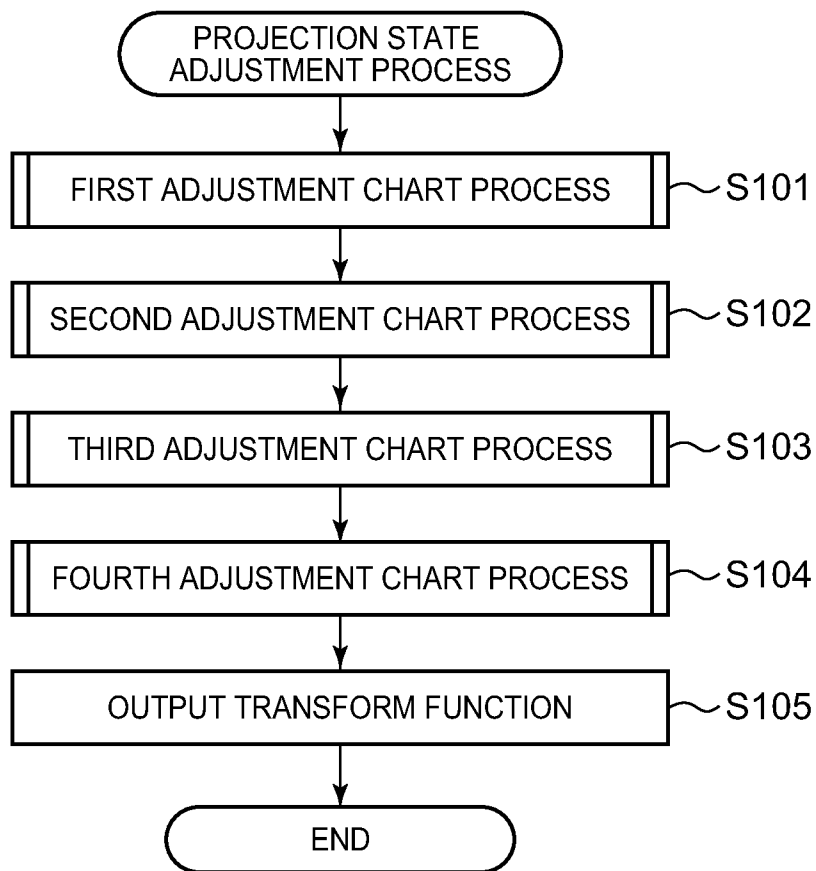 PROJECTION STATE
ADJUSTMENT PROCESS
FIRST ADJUSTMENT CHART PROCESS S101
SECOND ADJUSTMENT CHART PROCESS S102
THIRD ADJUSTMENT CHART PROCESS S103
FOURTH ADJUSTMENT CHART PROCESS S104
OUTPUT TRANSFORM FUNCTION S105
END